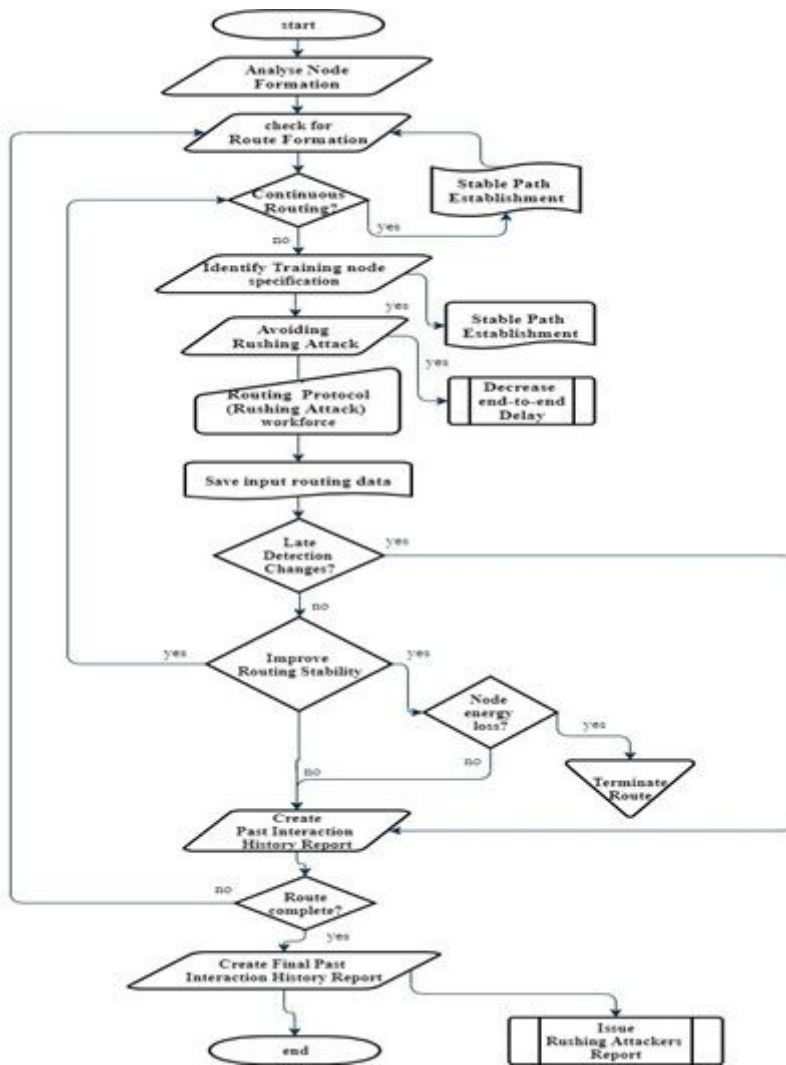 start
Analyse Node
Formation
check for
Route Formation
Stable Path
Establishment
Continuous
Routing?
yes
no
Identify Training node
specification
yes
Stable Path
Establishment
Avoiding
Rushing Attack
yes
Decrease
end-to-end
Delay
Routing Protocol
(Rushing Attack)
workforce
Save input routing data
Late
Detection
Changes?
yes
no
Improve
Routing Stability
yes
yes
Node
energy
loss?
yes
no
no
Terminate
Route
Create
Past Interaction
History Report
no
Route
complete?
yes
Create Final Past
Interaction History Report
Issue
Rushing Attackers
Report
end